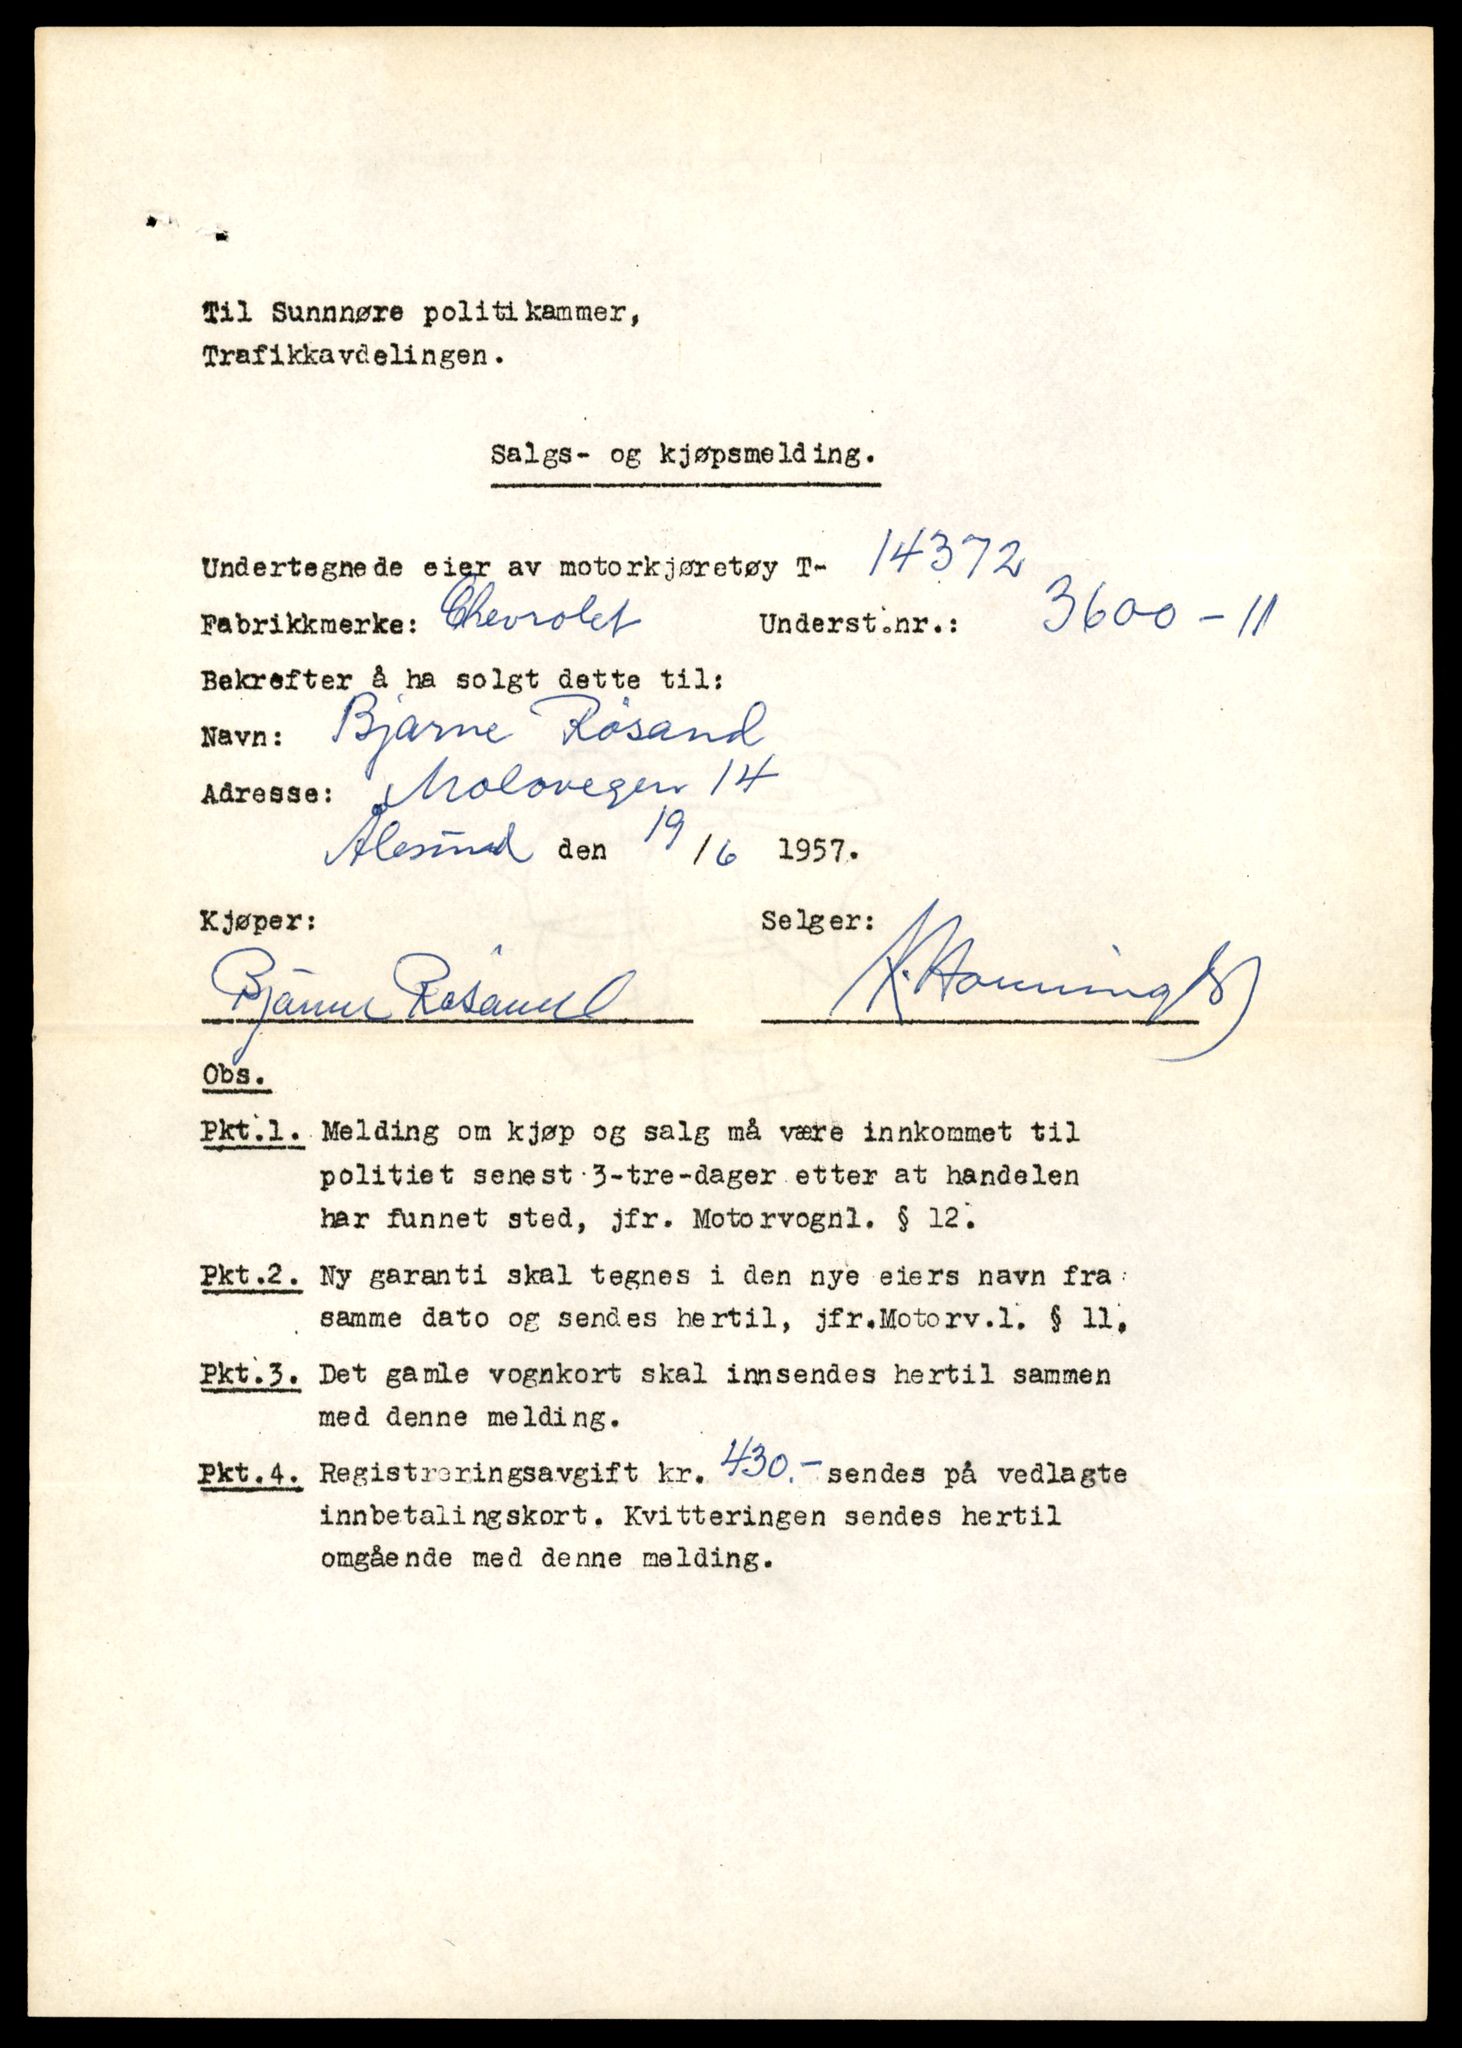 Til Sunnnøre politikammer,
Trafikkavdelingen.
Salgs- og kjøpsmelding.
Undertegnede eier av motorkjøretøy T- 14372
Fabrikkmerke: Chevrolet Underst.nr.: 3600-11
Bekrefter å ha solgt dette til:
Navn: Bjarne Røsand
Adresse: Molovegen 14
Ålesund den 19/6 1957.
Kjøper: Selger:
Bjarne Røsand
Obs.
Pkt.1. Melding om kjøp og salg må være innkommet til
politiet senest 3-tre-dager etter at handelen
har funnet sted, jfr. Motorvognl. § 12.
Pkt.2. Ny garanti skal tegnes i den nye eiers navn fra
samme dato og sendes hertil, jfr.Motorv.l. § 11.
Pkt.3. Det gamle vognkort skal innsendes hertil sammen
med denne melding.
Pkt.4. Registreringsavgift kr. 430.- sendes på vedlagte
innbetalingskort. Kvitteringen sendes hertil
omgående med denne melding.